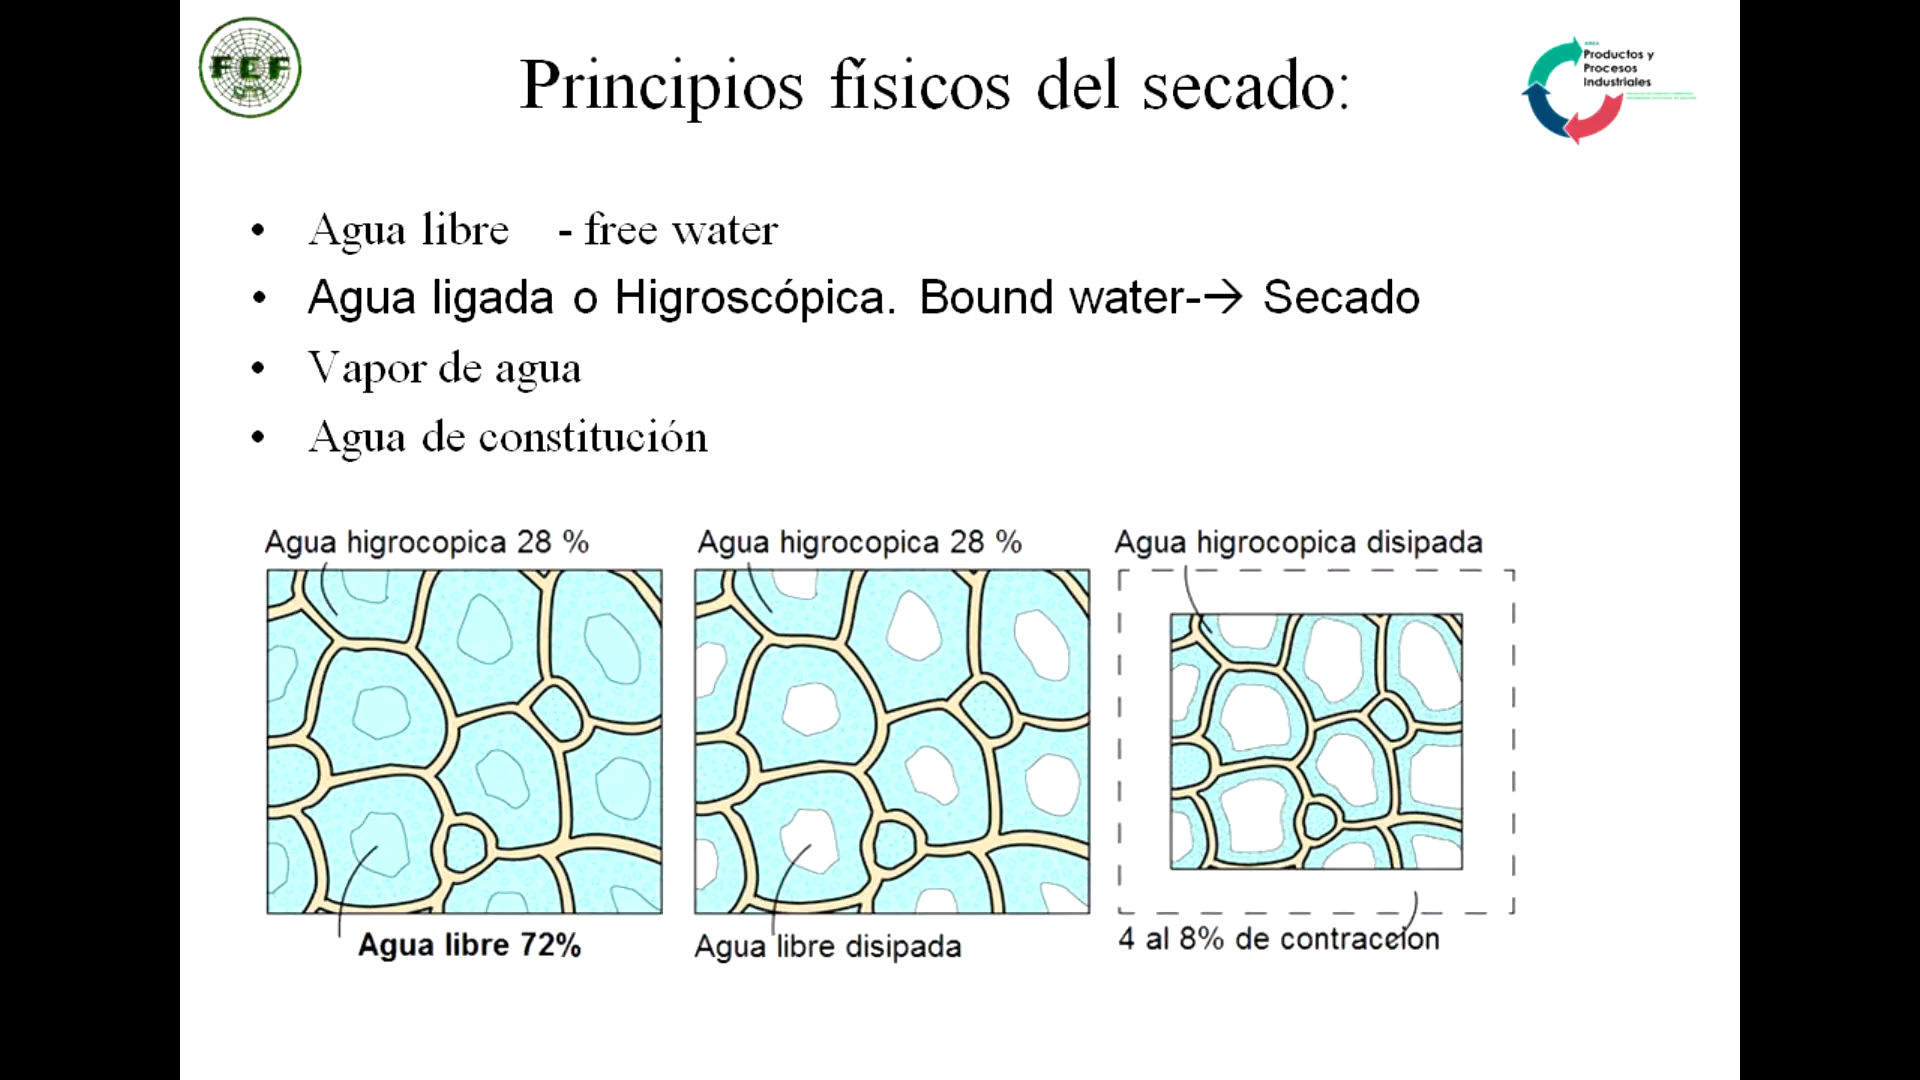 FCF
Principios físicos del secado:
Productos y
Procesos
Industriales
• Agua libre - free water
• Agua ligada o Higroscópica. Bound water-→ Secado
• Vapor de agua
• Agua de constitución
Agua higrocopica 28 %
Agua higrocopica 28 %
Agua higrocopica disipada
Agua libre 72%
Agua libre disipada
4 al 8% de contraccion